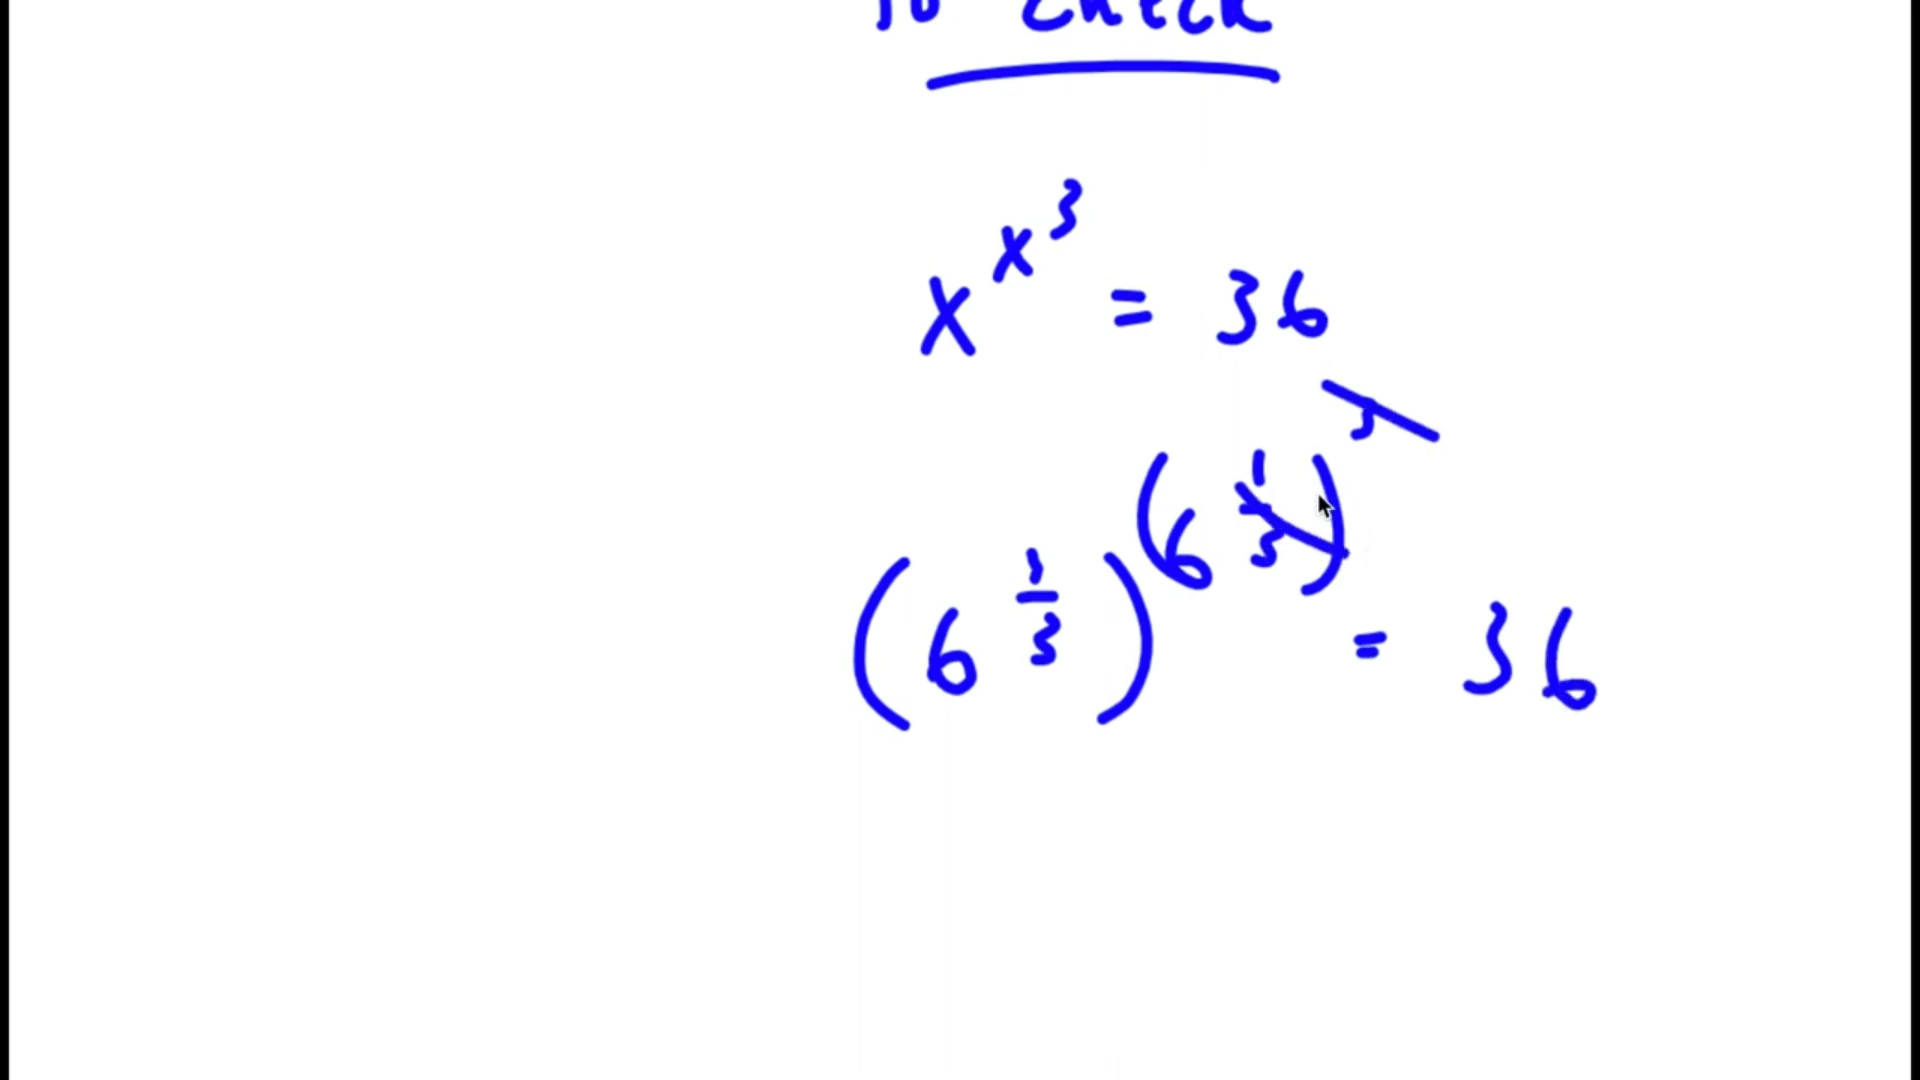 To check
x^{x^3} = 36
(6^{1/3})^{(6^{1/3})^3} = 36